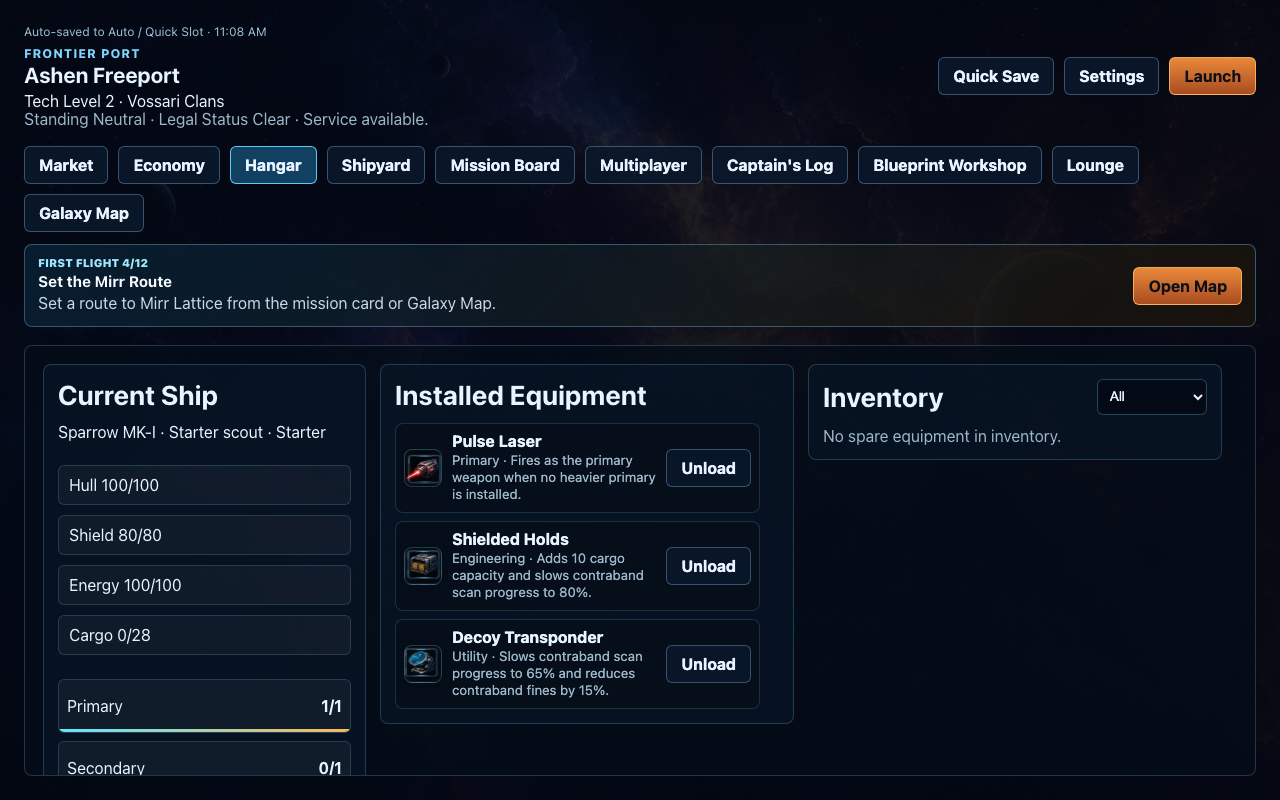 Auto-saved to Auto / Quick Slot · 11:08 AM
FRONTIER PORT
Ashen Freeport
Tech Level 2 · Vossari Clans
Standing Neutral · Legal Status Clear · Service available.
Quick Save
Settings
Launch
Market
Economy
Hangar
Shipyard
Mission Board
Multiplayer
Captain's Log
Blueprint Workshop
Lounge
Galaxy Map
FIRST FLIGHT 4/12
Set the Mirr Route
Set a route to Mirr Lattice from the mission card or Galaxy Map.
Open Map
Current Ship
Sparrow MK-I · Starter scout · Starter
Hull 100/100
Shield 80/80
Energy 100/100
Cargo 0/28
Primary 1/1
Secondary 0/1
Installed Equipment
Pulse Laser
Primary · Fires as the primary
weapon when no heavier primary
is installed.
Unload
Shielded Holds
Engineering · Adds 10 cargo
capacity and slows contraband
scan progress to 80%.
Unload
Decoy Transponder
Utility · Slows contraband scan
progress to 65% and reduces
contraband fines by 15%.
Unload
Inventory
All
No spare equipment in inventory.